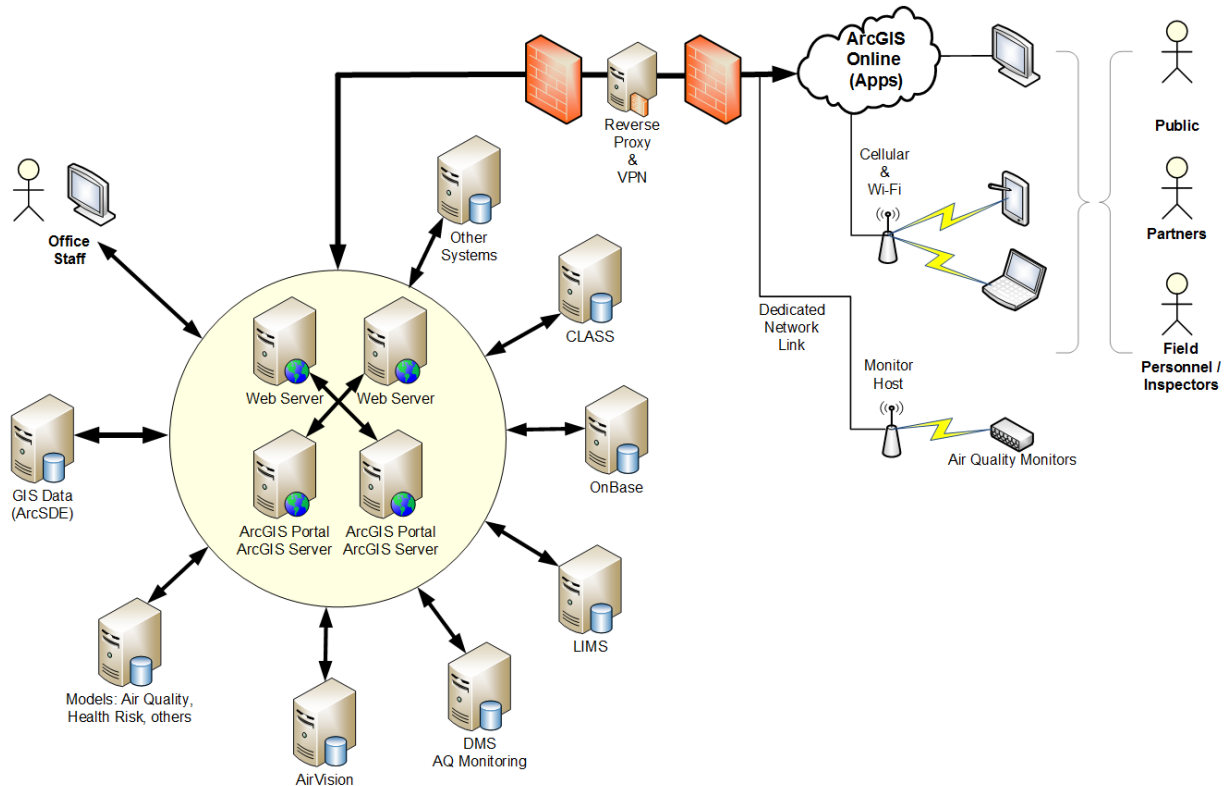 ArcGIS
Online
(Apps)
Reverse
Proxy
&
VPN
Public
Cellular
&
Wi-Fi
Partners
Office
Staff
Other
Systems
Dedicated
Network
Link
CLASS
Field
Personnel /
Inspectors
Monitor
Host
Web Server
Web Server
Air Quality Monitors
GIS Data
(ArcSDE)
OnBase
ArcGIS Portal
ArcGIS Server
ArcGIS Portal
ArcGIS Server
LIMS
Models: Air Quality,
Health Risk, others
DMS
AQ Monitoring
AirVision